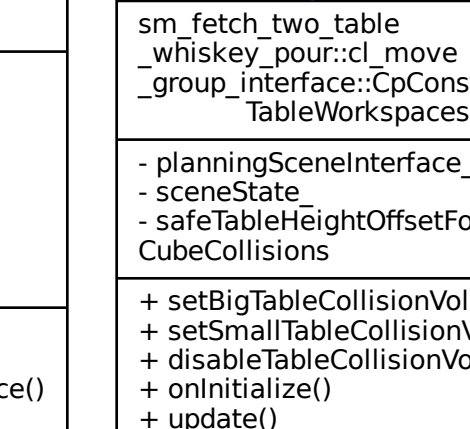 sm_fetch_two_table
_whiskey_pour::cl_move
_group_interface::CpCons
TableWorkspaces
- planningSceneInterface_
- sceneState_
- safeTableHeightOffsetFo
CubeCollisions
+ setBigTableCollisionVol
+ setSmallTableCollisionV
+ disableTableCollisionVo
+ onInitialize()
+ update()
ce()